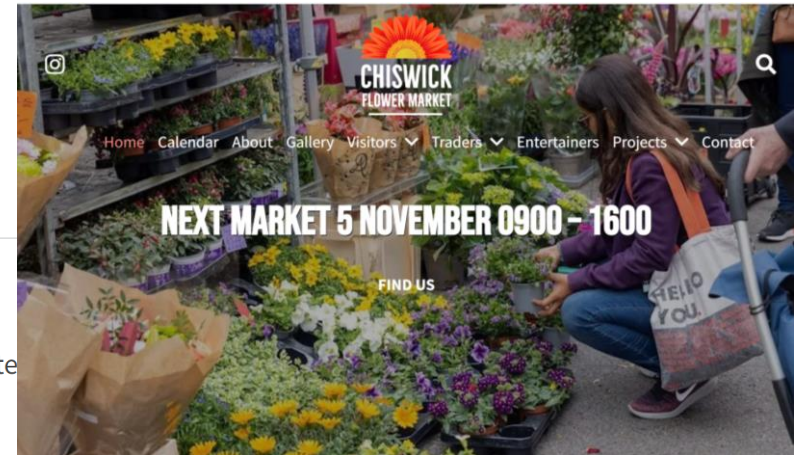 CHISWICK
FLOWER MARKET
Home Calendar About Gallery Visitors Traders Entertainers Projects Contact
NEXT MARKET 5 NOVEMBER 0900 – 1600
FIND US
HELLO
YOU.